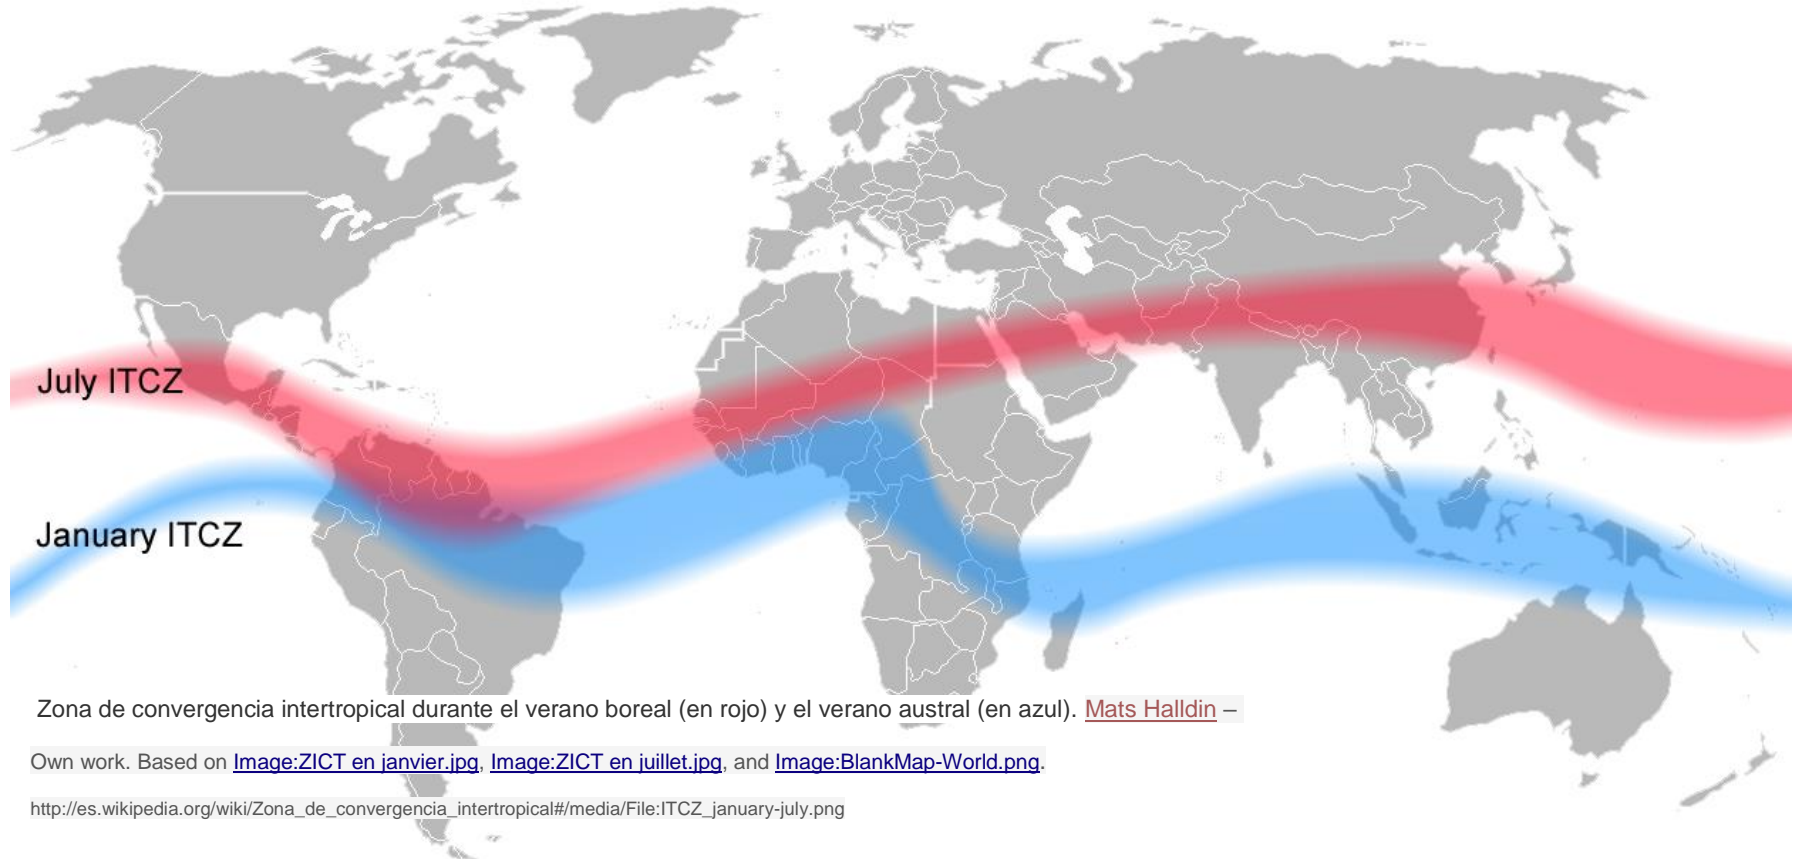 July ITCZ
January ITCZ
Zona de convergencia intertropical durante el verano boreal (en rojo) y el verano austral (en azul). Mats Halldin –
Own work. Based on Image:ZICT en janvier.jpg, Image:ZICT en juillet.jpg, and Image:BlankMap-World.png.
http://es.wikipedia.org/wiki/Zona_de_convergencia_intertropical#/media/File:ITCZ_january-july.png